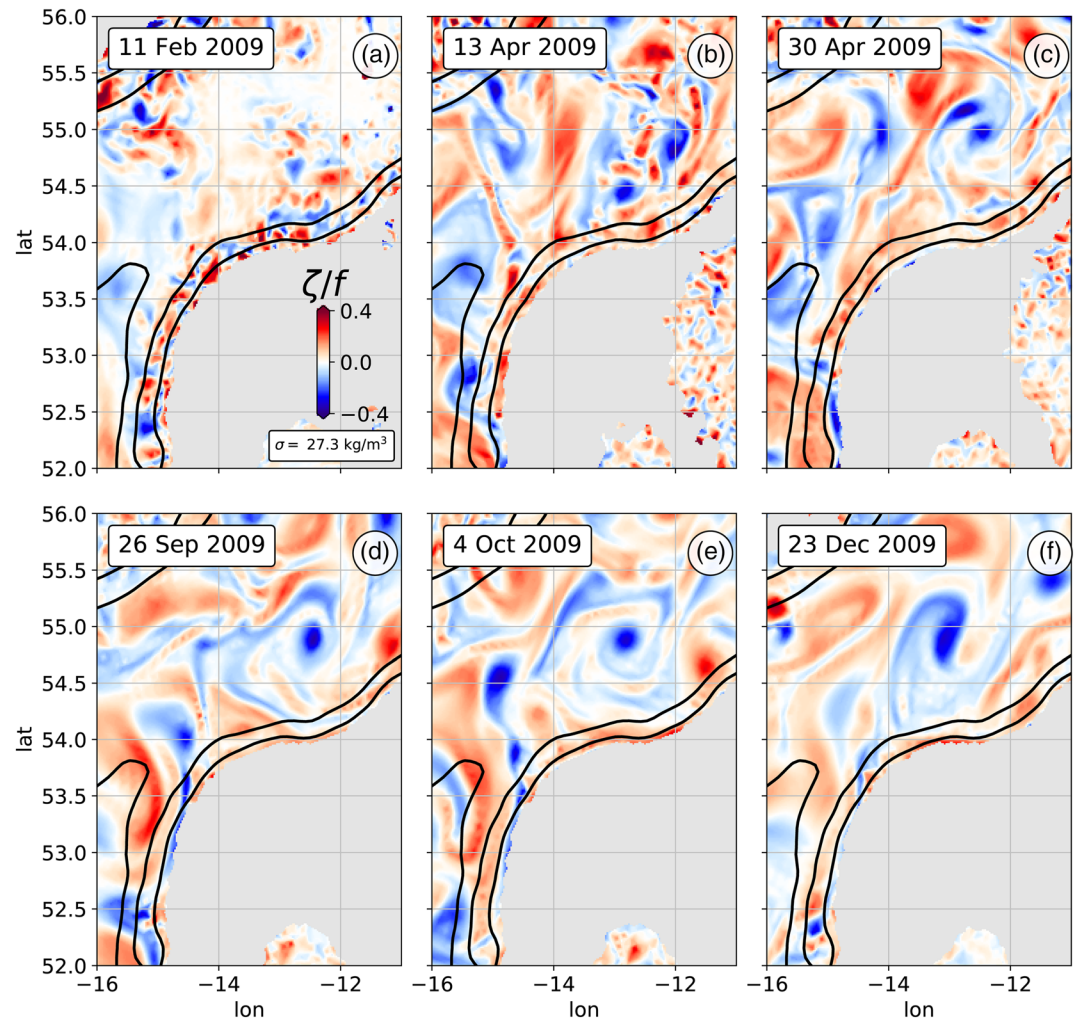 11 Feb 2009 (a)
13 Apr 2009 (b)
30 Apr 2009 (c)
56.0
55.5
55.0
54.5
54.0
53.5
53.0
52.5
52.0
lat
ζ/f
0.4
0.0
−0.4
σ = 27.3 kg/m³
26 Sep 2009 (d)
4 Oct 2009 (e)
23 Dec 2009 (f)
56.0
55.5
55.0
54.5
54.0
53.5
53.0
52.5
52.0
lat
−16 −14 −12
lon
−16 −14 −12
lon
−16 −14 −12
lon